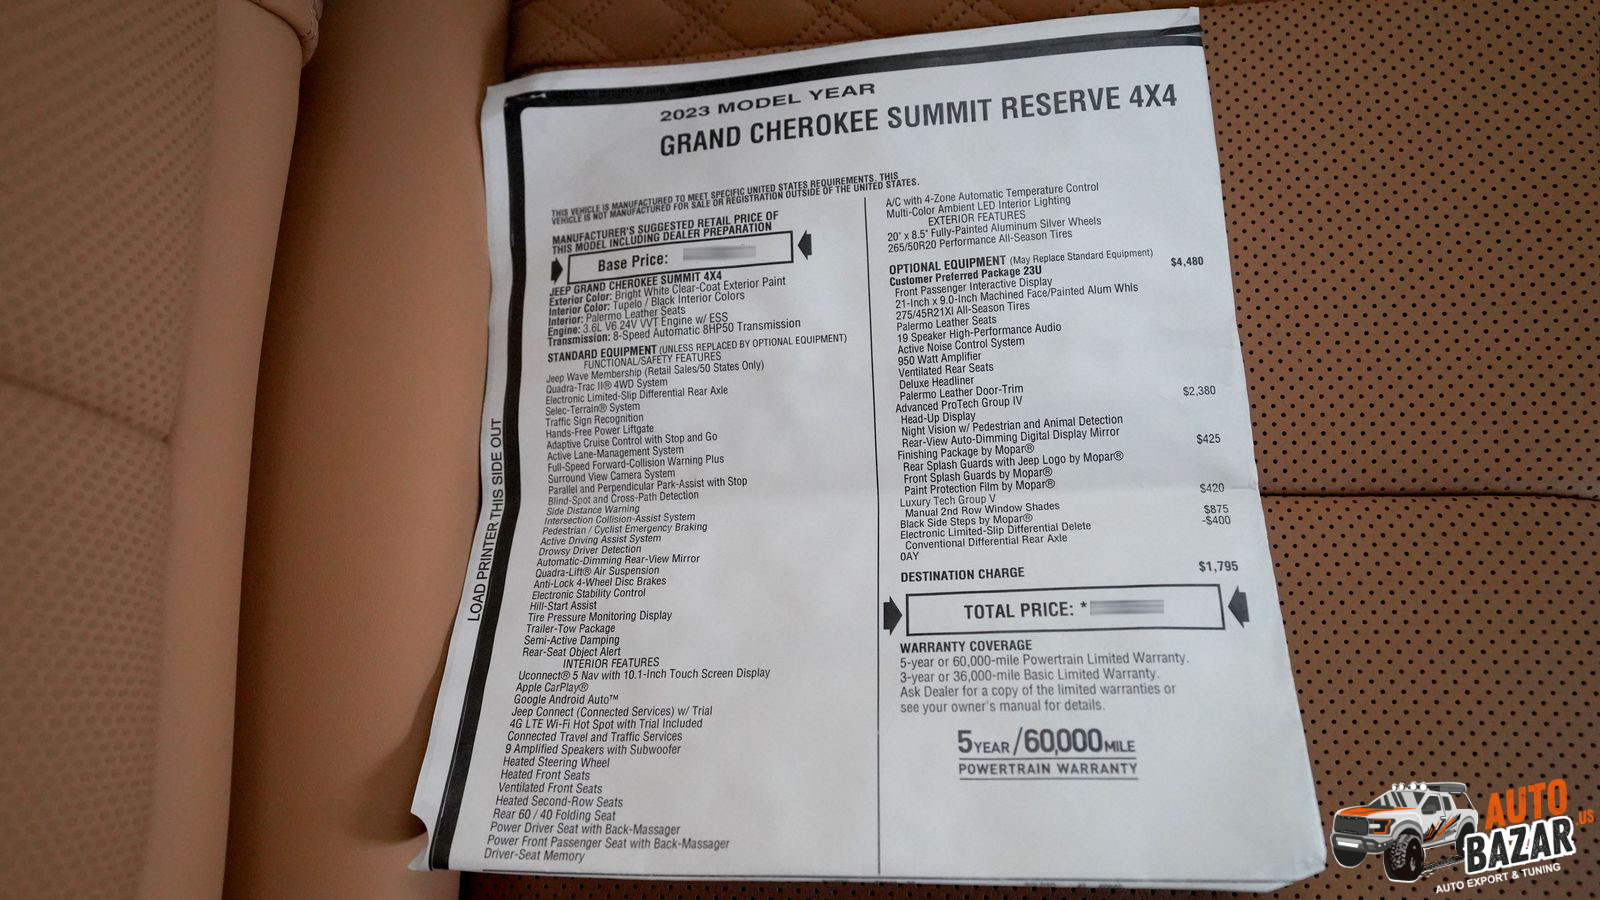 2023 MODEL YEAR
GRAND CHEROKEE SUMMIT RESERVE 4X4
THIS VEHICLE IS MANUFACTURED TO MEET SPECIFIC UNITED STATES REQUIREMENTS. THIS
VEHICLE IS NOT MANUFACTURED FOR SALE OR REGISTRATION OUTSIDE OF THE UNITED STATES.
MANUFACTURER'S SUGGESTED RETAIL PRICE OF
THIS MODEL INCLUDING DEALER PREPARATION
Base Price:
JEEP GRAND CHEROKEE SUMMIT 4X4
Exterior Color: Bright White Clear-Coat Exterior Paint
Interior Color: Tupelo / Black Interior Colors
Interior: Palermo Leather Seats
Engine: 3.6L V6 24V VVT Engine w/ ESS
Transmission: 8-Speed Automatic 8HP50 Transmission
STANDARD EQUIPMENT (UNLESS REPLACED BY OPTIONAL EQUIPMENT)
FUNCTIONAL/SAFETY FEATURES
Jeep Wave Membership (Retail Sales/50 States Only)
Quadra-Trac II® 4WD System
Electronic Limited-Slip Differential Rear Axle
Selec-Terrain® System
Traffic Sign Recognition
Hands-Free Power Liftgate
Adaptive Cruise Control with Stop and Go
Active Lane-Management System
Full-Speed Forward-Collision Warning Plus
Surround View Camera System
Parallel and Perpendicular Park-Assist with Stop
Blind-Spot and Cross-Path Detection
Side Distance Warning
Intersection Collision-Assist System
Pedestrian / Cyclist Emergency Braking
Active Driving Assist System
Drowsy Driver Detection
Automatic-Dimming Rear-View Mirror
Quadra-Lift® Air Suspension
Anti-Lock 4-Wheel Disc Brakes
Electronic Stability Control
Hill-Start Assist
Tire Pressure Monitoring Display
Trailer-Tow Package
Semi-Active Damping
Rear-Seat Object Alert
INTERIOR FEATURES
Uconnect® 5 Nav with 10.1-Inch Touch Screen Display
Apple CarPlay®
Google Android Auto™
Jeep Connect (Connected Services) w/ Trial
4G LTE Wi-Fi Hot Spot with Trial Included
Connected Travel and Traffic Services
9 Amplified Speakers with Subwoofer
Heated Steering Wheel
Heated Front Seats
Ventilated Front Seats
Heated Second-Row Seats
Rear 60 / 40 Folding Seat
Power Driver Seat with Back-Massager
Power Front Passenger Seat with Back-Massager
Driver-Seat Memory
LOAD PRINTER THIS SIDE OUT
A/C with 4-Zone Automatic Temperature Control
Multi-Color Ambient LED Interior Lighting
EXTERIOR FEATURES
20" x 8.5" Fully-Painted Aluminum Silver Wheels
265/50R20 Performance All-Season Tires
OPTIONAL EQUIPMENT (May Replace Standard Equipment)
Customer Preferred Package 23U $4,480
Front Passenger Interactive Display
21-Inch x 9.0-Inch Machined Face/Painted Alum Whls
275/45R21XI All-Season Tires
Palermo Leather Seats
19 Speaker High-Performance Audio
Active Noise Control System
950 Watt Amplifier
Ventilated Rear Seats
Deluxe Headliner
Palermo Leather Door-Trim
Advanced ProTech Group IV $2,380
Head-Up Display
Night Vision w/ Pedestrian and Animal Detection
Rear-View Auto-Dimming Digital Display Mirror
Finishing Package by Mopar® $425
Rear Splash Guards with Jeep Logo by Mopar®
Front Splash Guards by Mopar®
Paint Protection Film by Mopar®
Luxury Tech Group V $420
Manual 2nd Row Window Shades
Black Side Steps by Mopar® $875
Electronic Limited-Slip Differential Delete -$400
Conventional Differential Rear Axle
0AY
DESTINATION CHARGE $1,795
TOTAL PRICE: *
WARRANTY COVERAGE
5-year or 60,000-mile Powertrain Limited Warranty.
3-year or 36,000-mile Basic Limited Warranty.
Ask Dealer for a copy of the limited warranties or
see your owner's manual for details.
5YEAR/60,000MILE
POWERTRAIN WARRANTY
AUTO
BAZAR.US
AUTO EXPORT & TUNING